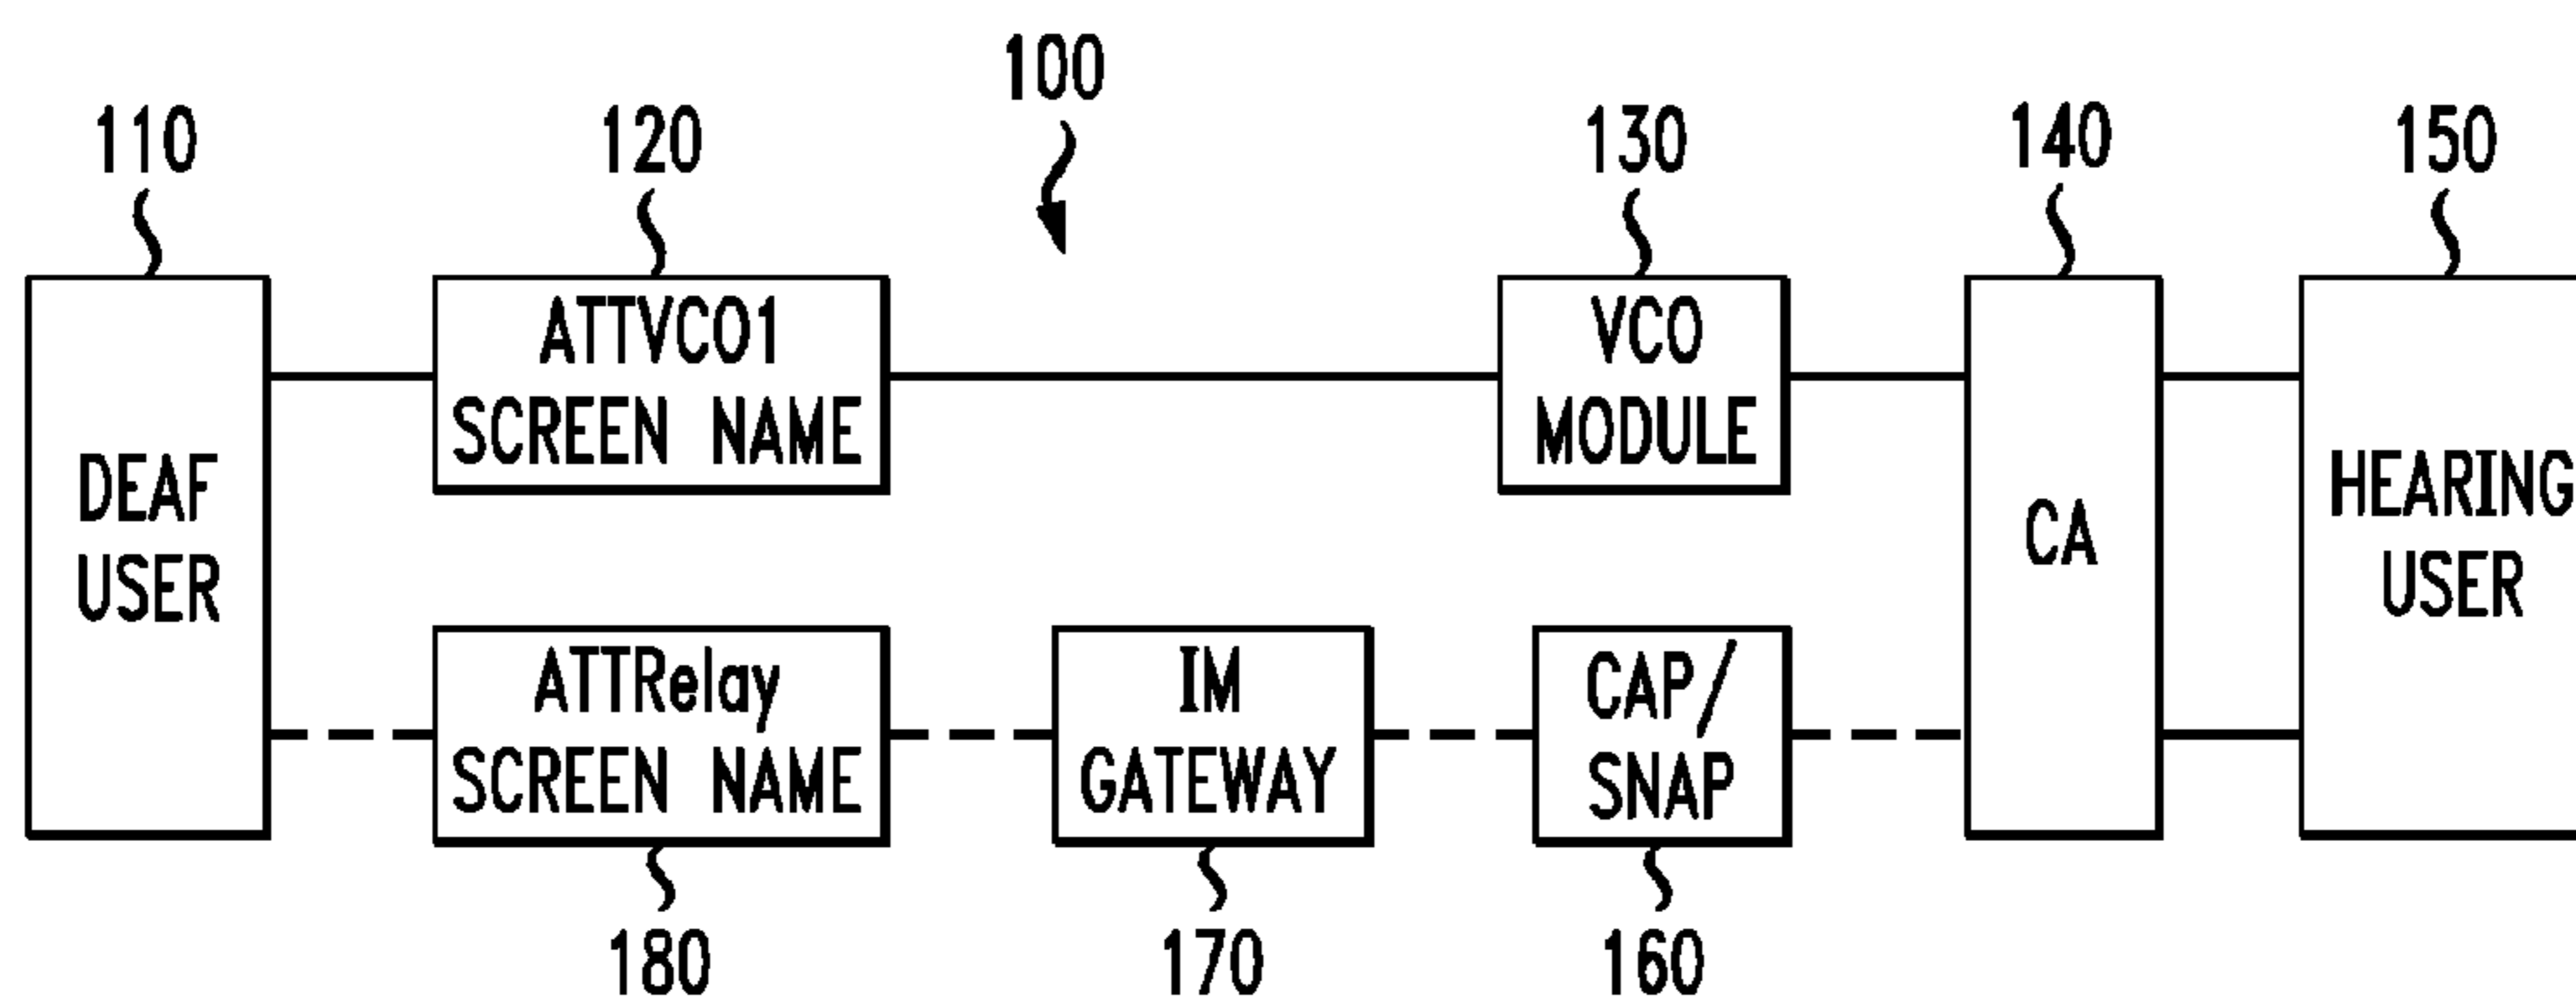 100
110
120
130
140
150
DEAF
USER
ATTVCO1
SCREEN NAME
VCO
MODULE
CA
HEARING
USER
ATTRelay
SCREEN NAME
IM
GATEWAY
CAP/
SNAP
180
170
160